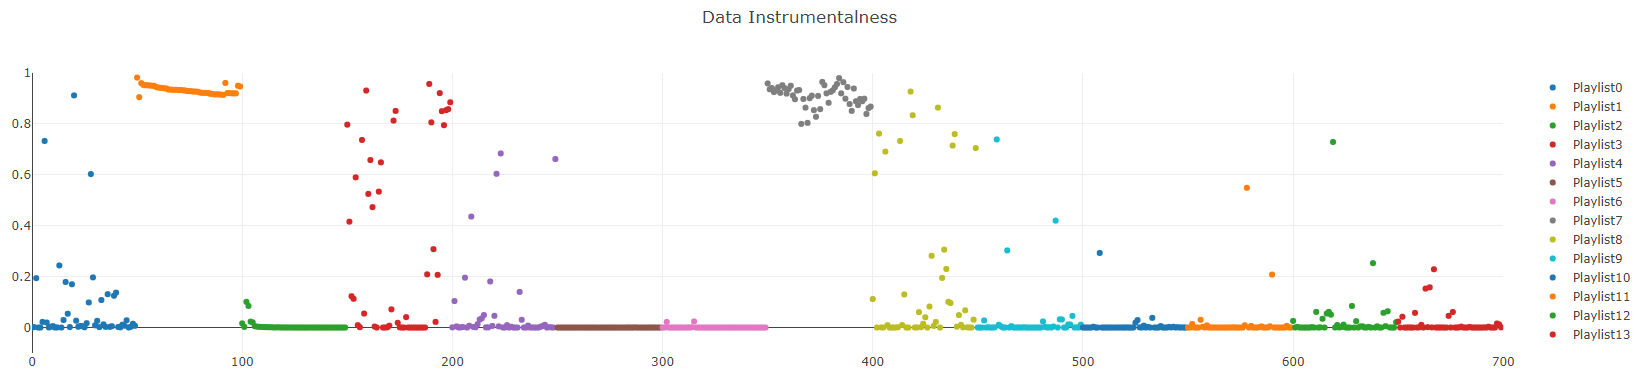 Data Instrumentalness
1
0.8
0.6
0.4
0.2
0
0
100
200
300
400
500
600
700
Playlist0
Playlist1
Playlist2
Playlist3
Playlist4
Playlist5
Playlist6
Playlist7
Playlist8
Playlist9
Playlist10
Playlist11
Playlist12
Playlist13